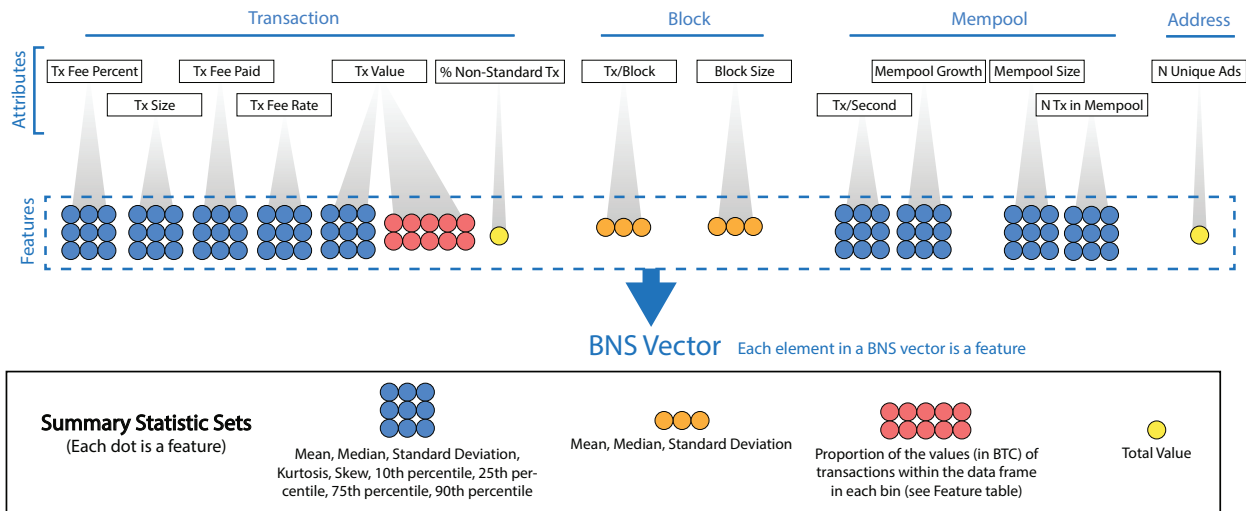 Transaction
Block
Mempool
Address
Attributes
Tx Fee Percent
Tx Fee Paid
Tx Value
% Non-Standard Tx
Tx/Block
Block Size
Mempool Growth
Mempool Size
N Unique Ads
Tx Size
Tx Fee Rate
Tx/Second
N Tx in Mempool
Features
BNS Vector
Each element in a BNS vector is a feature
Summary Statistic Sets
(Each dot is a feature)
Mean, Median, Standard Deviation,
Kurtosis, Skew, 10th percentile, 25th per-
centile, 75th percentile, 90th percentile
Mean, Median, Standard Deviation
Proportion of the values (in BTC) of
transactions within the data frame
in each bin (see Feature table)
Total Value